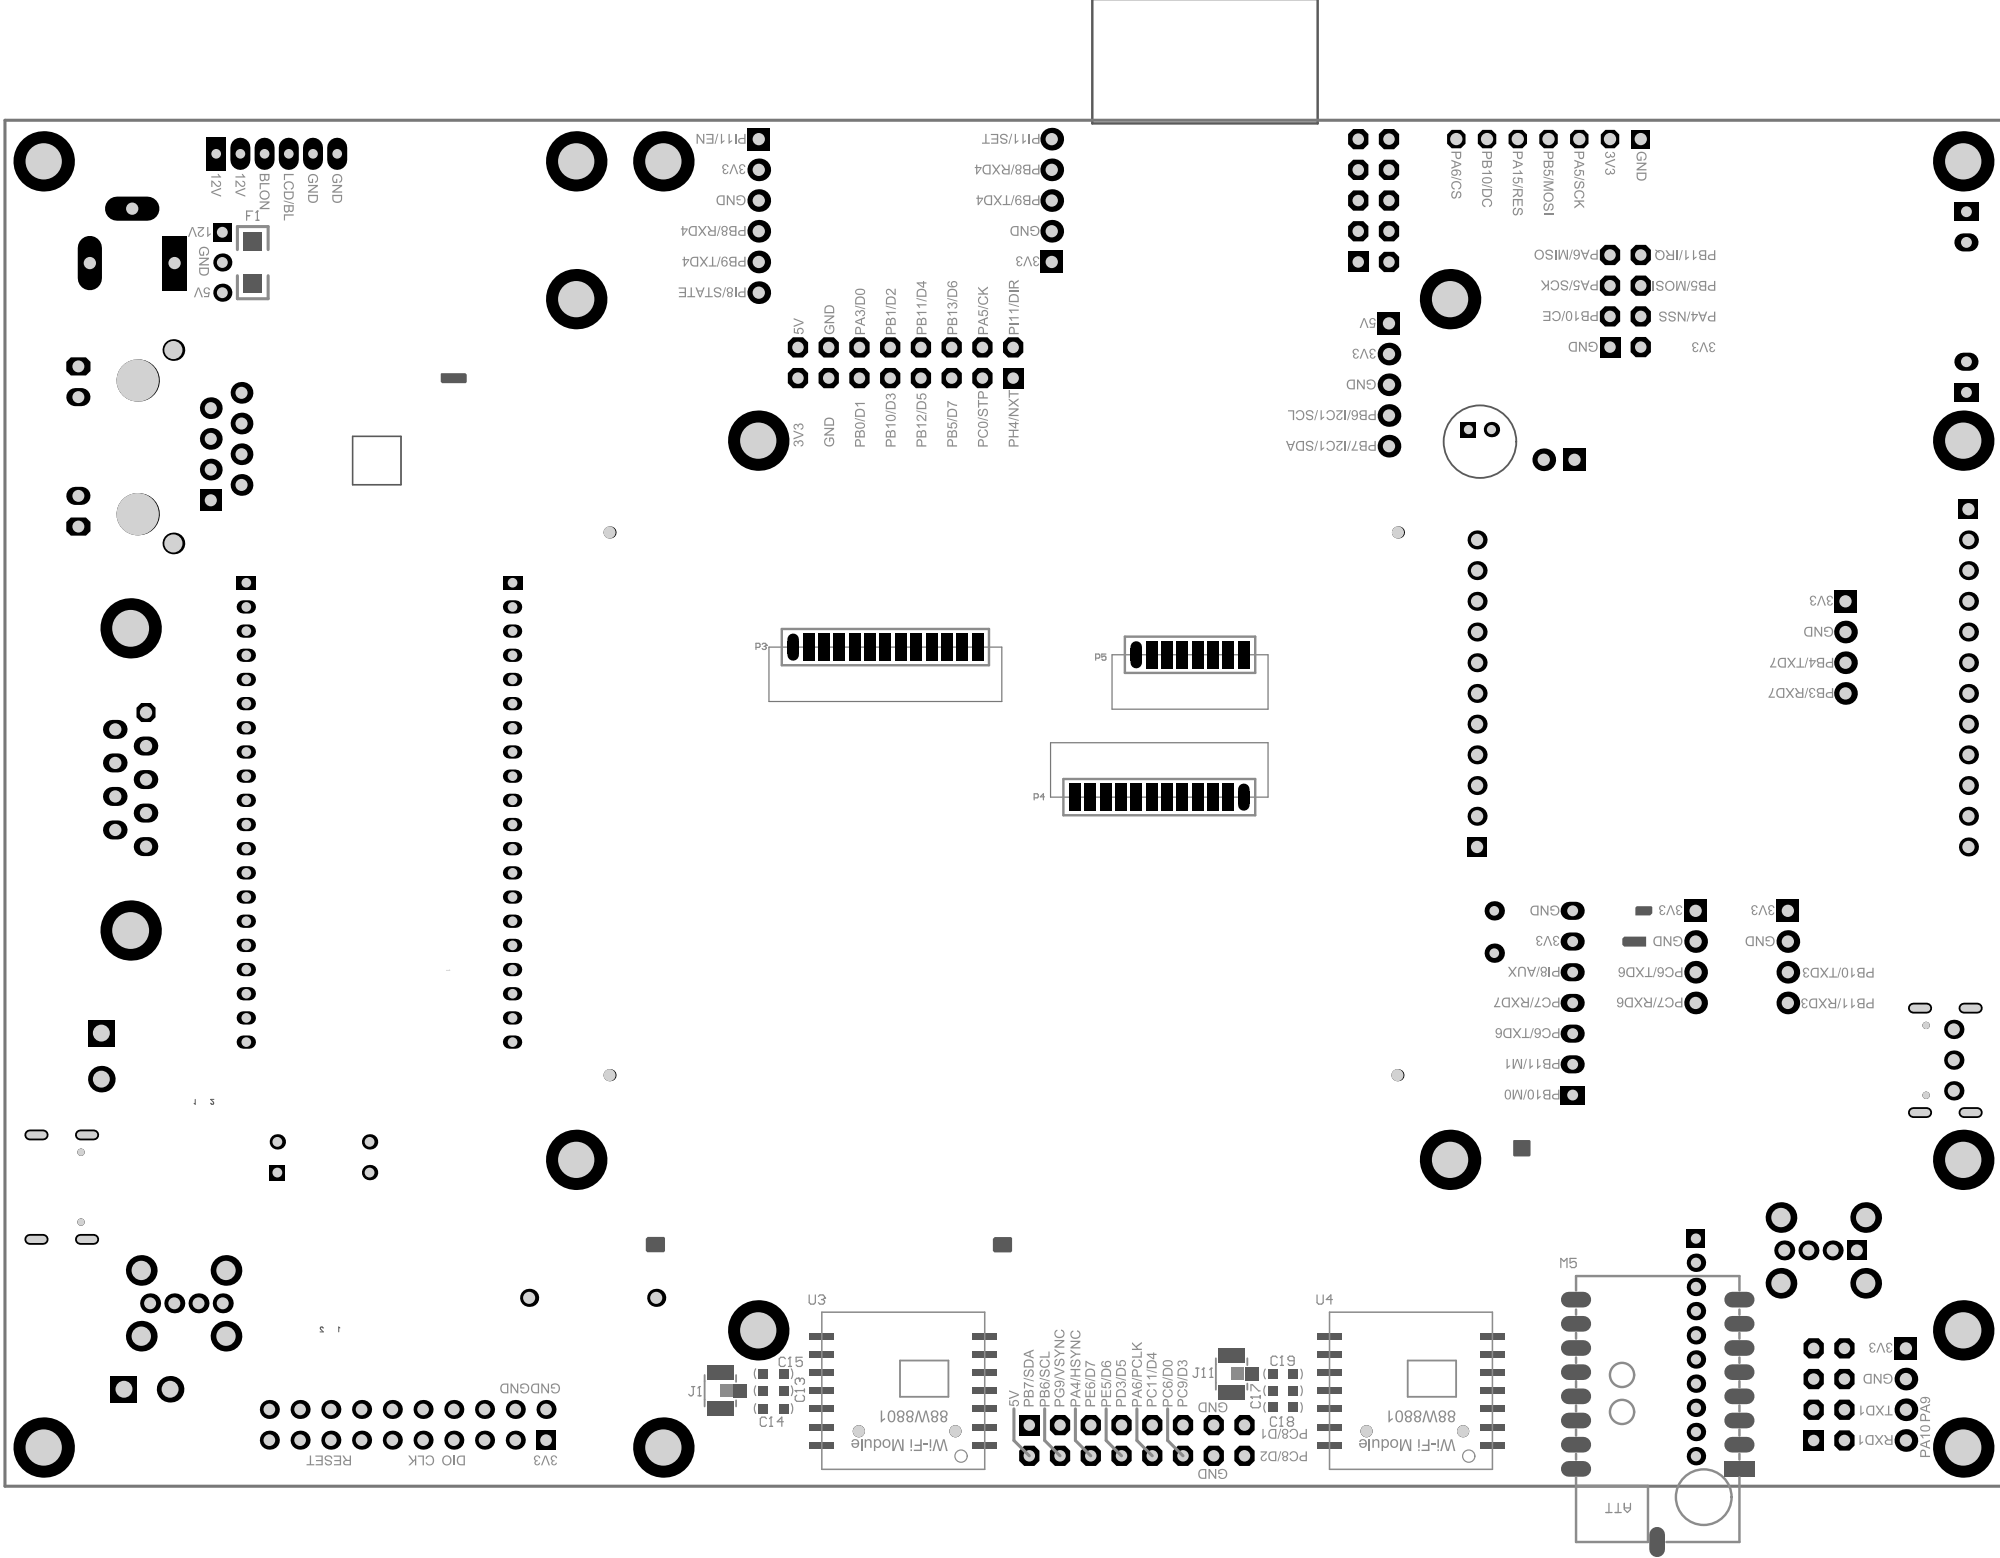 12V
12V
BLON
LCD/BL
GND
GND
F1
12V
GND
5V
PI11/EN
3V3
GND
PB8/RXD4
PB9/TXD4
PI8/STATE
PI11/SET
PB8/RXD4
PB9/TXD4
GND
3V3
5V
GND
PA3/D0
PB1/D2
PB11/D4
PB13/D6
PA5/CK
PI11/DIR
3V3
GND
PB0/D1
PB10/D3
PB12/D5
PB5/D7
PC0/STP
PH4/NXT
PA6/CS
PB10/DC
PA15/RES
PB5/MOSI
PA5/SCK
3V3
GND
PA6/MISO
PB11/IRQ
PA5/SCK
PB5/MOSI
PB10/CE
PA4/NSS
GND
3V3
5V
3V3
GND
PB6/I2C1/SCL
PB7/I2C1/SDA
P3
P5
P4
3V3
GND
PB4/TXD7
PB3/RXD7
GND
3V3
PI8/AUX
PC7/RXD7
PC6/TXD6
PB11/M1
PB10/M0
3V3
GND
PC6/TXD6
PC7/RXD6
3V3
GND
PB10/TXD3
PB11/RXD3
1 2
1 2
GNDGND
RESET
CLK
DIO
3V3
J1
C15
C13
C14
U3
88W8801
Wi-Fi Module
5V
PB7/SDA
PB6/SCL
PG9/VSYNC
PA4/HSYNC
PE6/D7
PE5/D6
PD3/D5
PA6/PCLK
PC11/D4
PC6/D0
PC9/D3
GND
PC8/D1
PC8/D2
GND
J11
C19
C17
C18
U4
88W8801
Wi-Fi Module
M5
ATT
3V3
GND
TXD1
RXD1
PA10 PA9